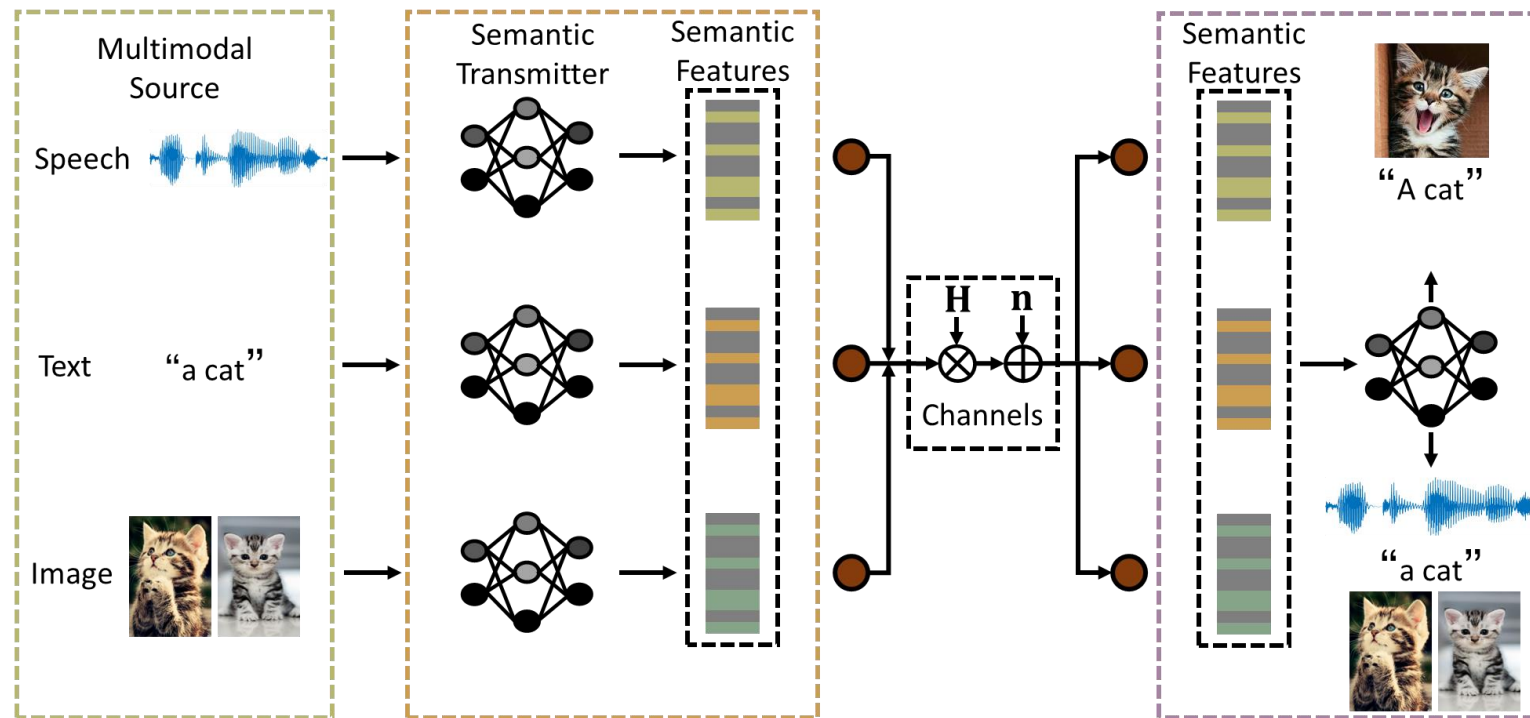 Multimodal
Source
Speech
Text
“a cat”
Image
Semantic
Transmitter
Semantic
Features
H
n
Channels
Semantic
Features
“A cat”
“a cat”